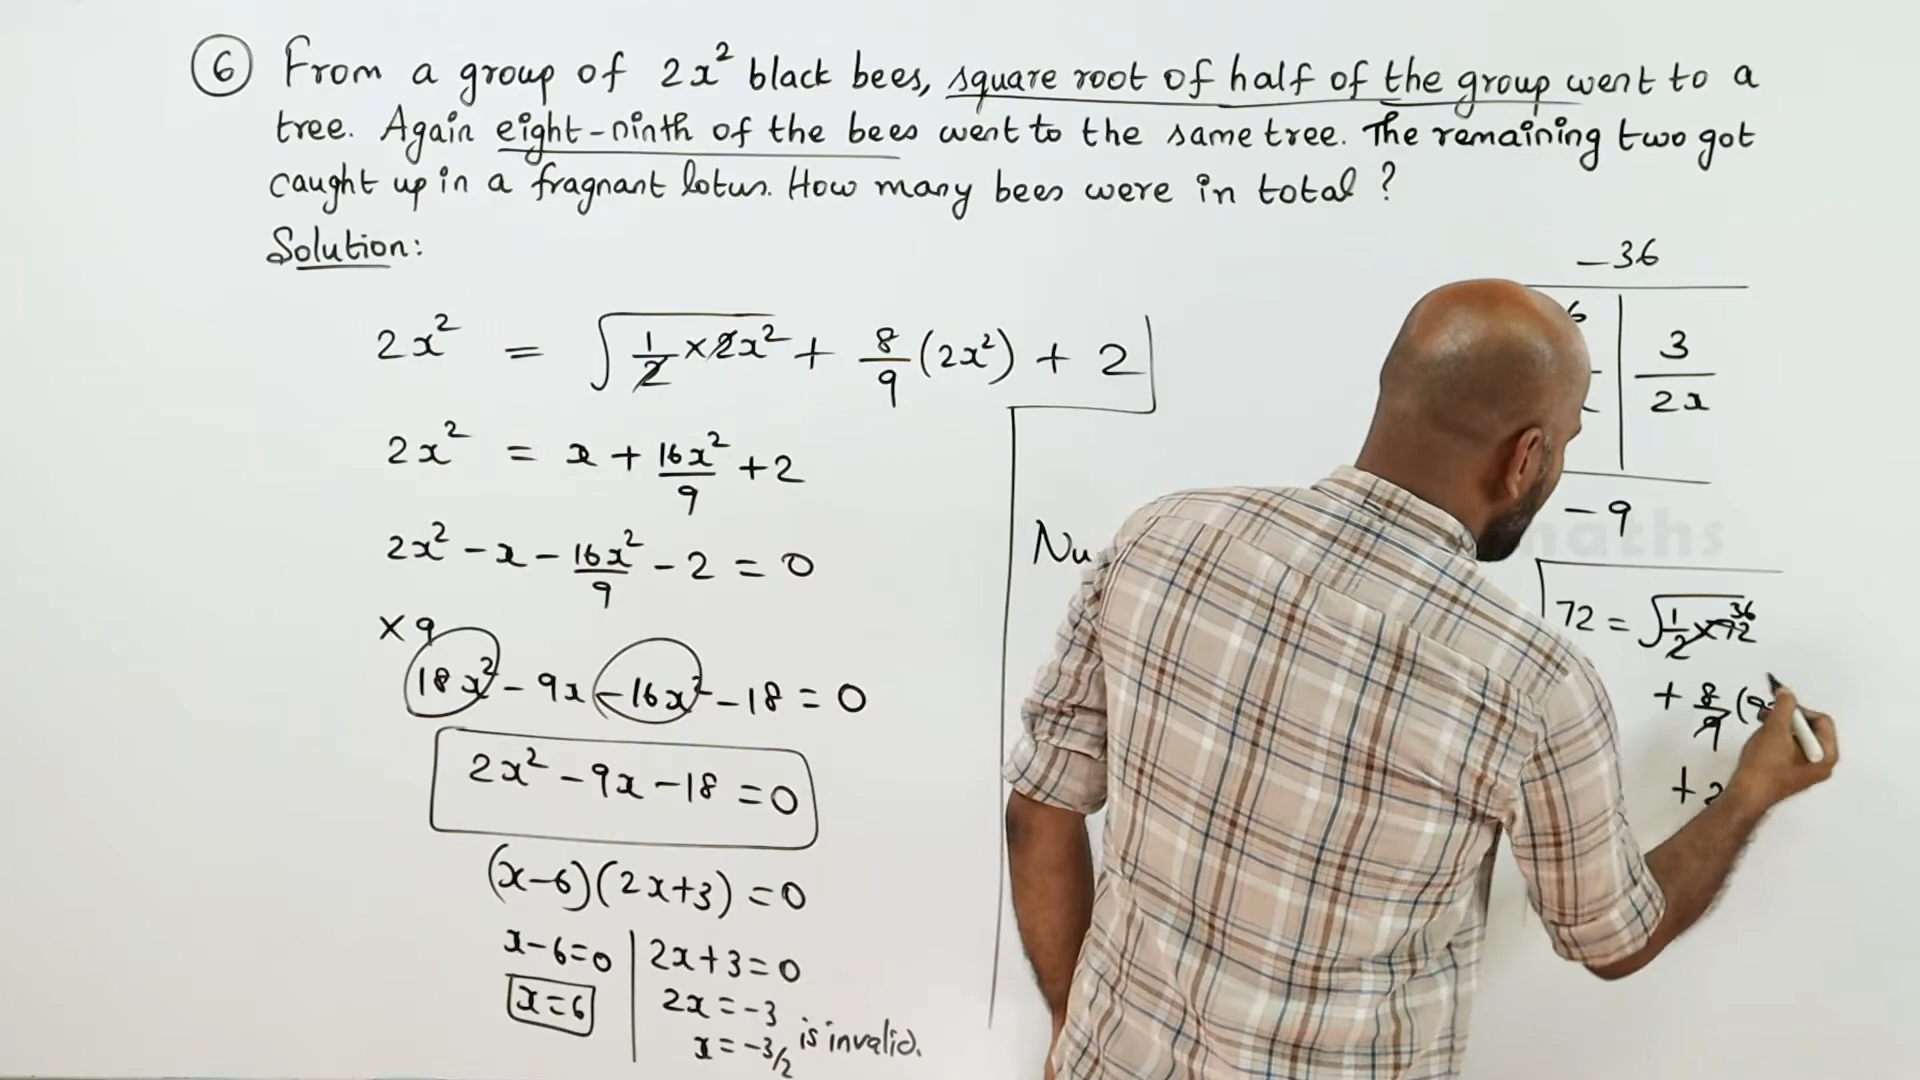 6 From a group of 2x² black bees, square root of half of the group went to a
tree. Again eight-ninth of the bees went to the same tree. The remaining two got
caught up in a fragnant lotus. How many bees were in total ?
Solution:
2x² = √(1/2 × 2x²) + 8/9 (2x²) + 2
2x² = x + 16x²/9 + 2
2x² - x - 16x²/9 - 2 = 0
× 9
18x² - 9x - 16x² - 18 = 0
2x² - 9x - 18 = 0
(x-6)(2x+3) = 0
x-6=0
x=6
2x+3=0
2x = -3
x = -3/2 is invalid.
-36
3/2x
-9
maths
72 = √(1/2 × 72) 36
+ 8/9 (
+ 2